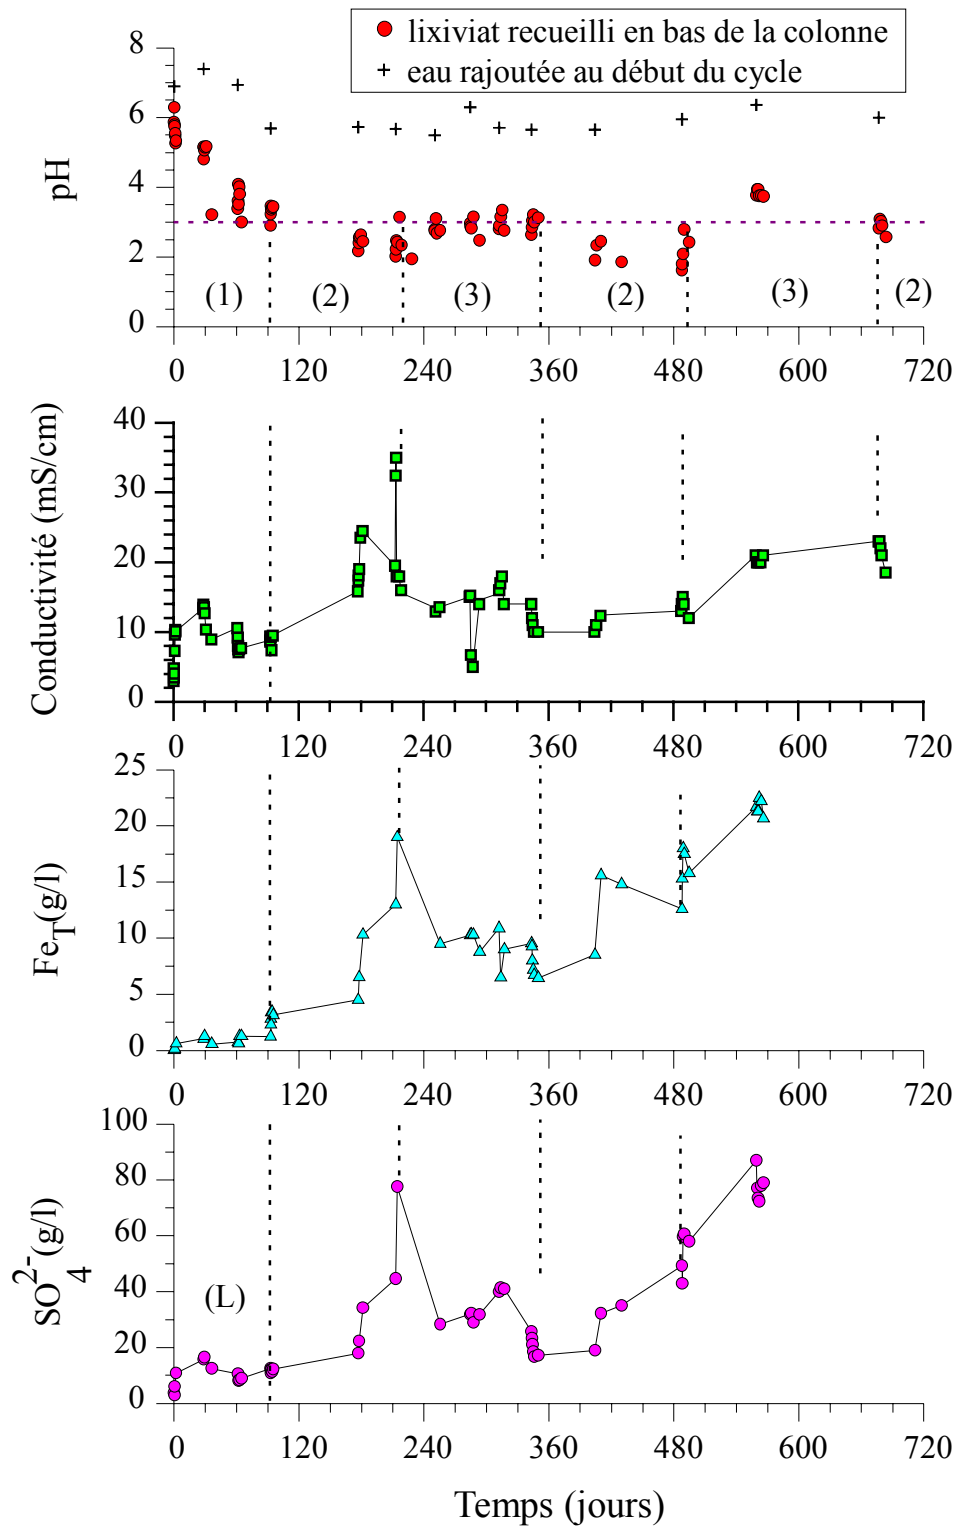 lixiviat recueilli en bas de la colonne
+ eau rajoutée au début du cycle
pH
8
6
4
2
0
(1) (2) (3) (2) (3) (2)
0 120 240 360 480 600 720
Conductivité (mS/cm)
40
30
20
10
0
0 120 240 360 480 600 720
Fe_T(g/l)
25
20
15
10
5
0
0 120 240 360 480 600 720
SO4^2-(g/l)
100
80
60
40
20
0
(L)
0 120 240 360 480 600 720
Temps (jours)